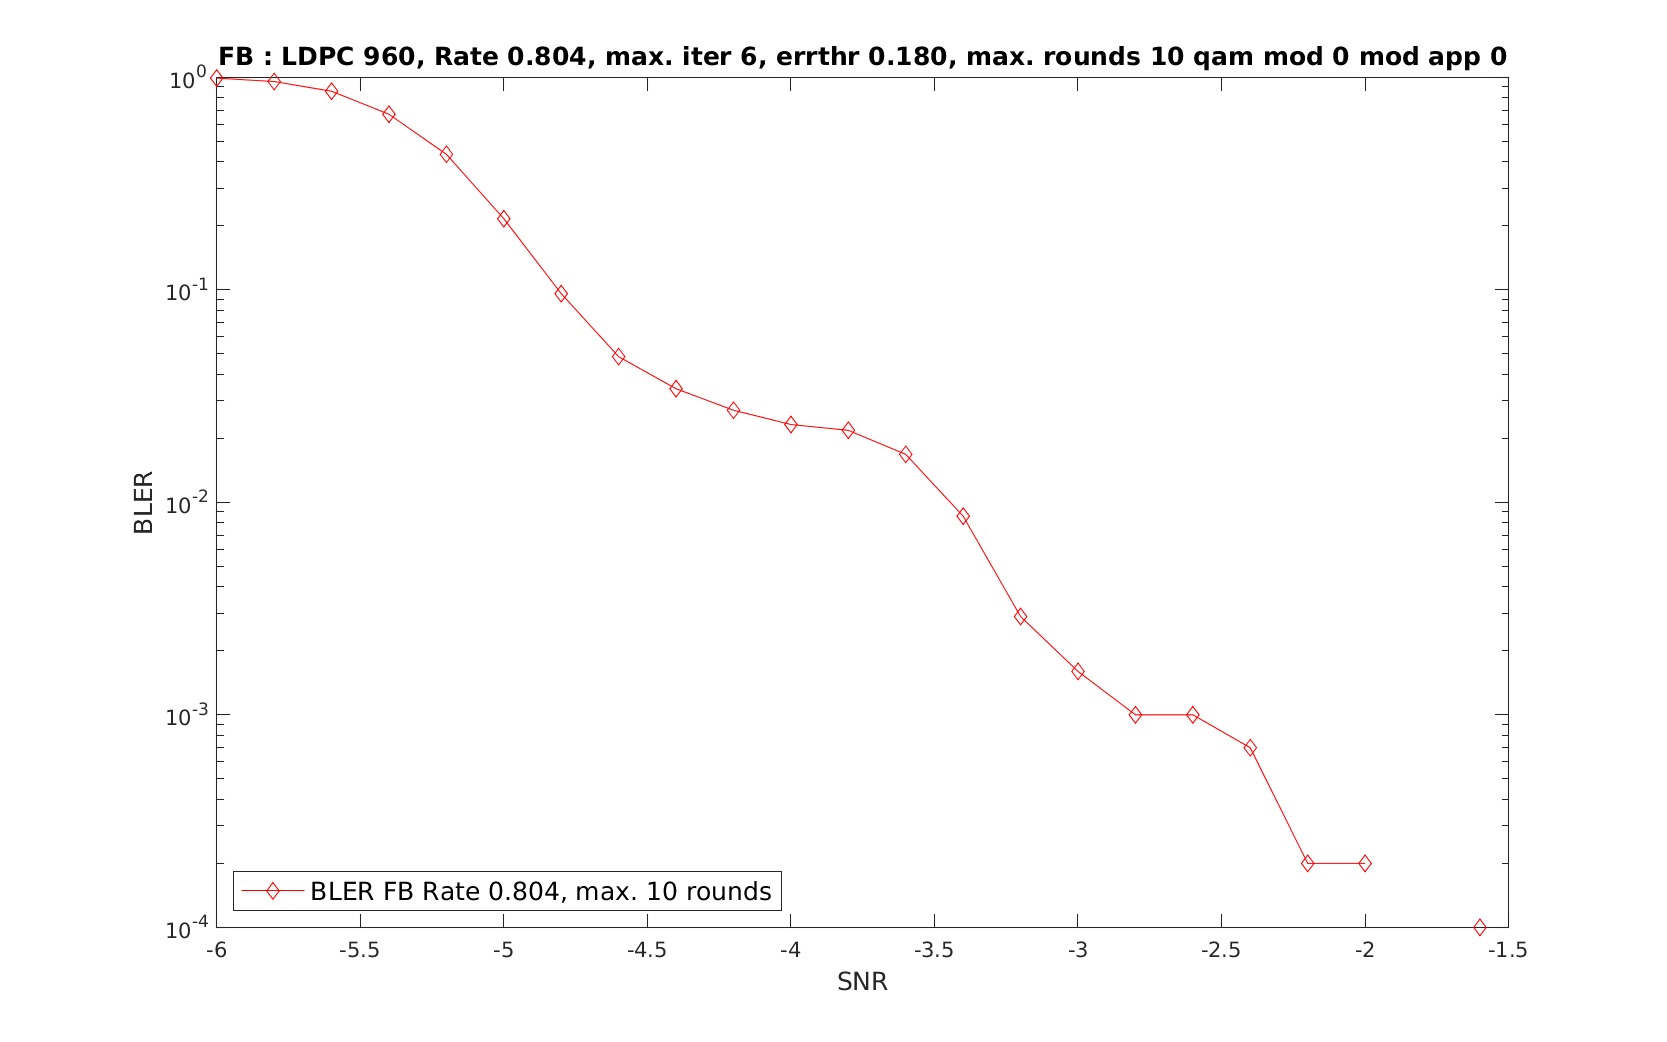 FB : LDPC 960, Rate 0.804, max. iter 6, errthr 0.180, max. rounds 10 qam mod 0 mod app 0
10^0
10^-1
10^-2
10^-3
10^-4
BLER
BLER FB Rate 0.804, max. 10 rounds
-6 -5.5 -5 -4.5 -4 -3.5 -3 -2.5 -2 -1.5
SNR